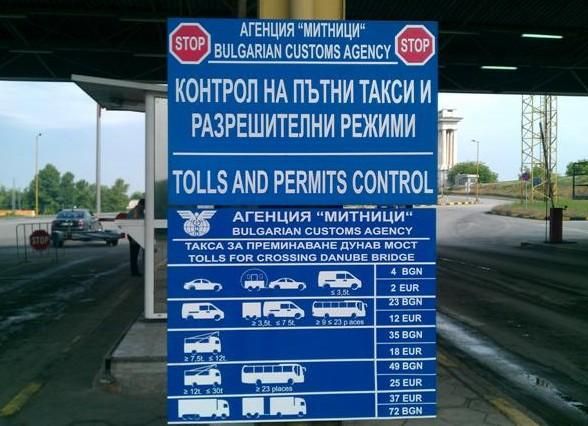 STOP
АГЕНЦИЯ "МИТНИЦИ"
BULGARIAN CUSTOMS AGENCY
STOP
КОНТРОЛ НА ПЪТНИ ТАКСИ И
РАЗРЕШИТЕЛНИ РЕЖИМИ
TOLLS AND PERMITS CONTROL
АГЕНЦИЯ "МИТНИЦИ"
BULGARIAN CUSTOMS AGENCY
ТАКСА ЗА ПРЕМИНАВАНЕ ДУНАВ МОСТ
TOLLS FOR CROSSING DANUBE BRIDGE
4 BGN
≤ 3,5t.
2 EUR
23 BGN
≥ 3,5t. ≤ 7 5t. ≥ 9 ≤ 23 places
12 EUR
35 BGN
≥ 7,5t. ≤ 12t.
18 EUR
49 BGN
≥ 12t. ≤ 30t ≥ 23 places
25 EUR
37 EUR
72 BGN
STOP